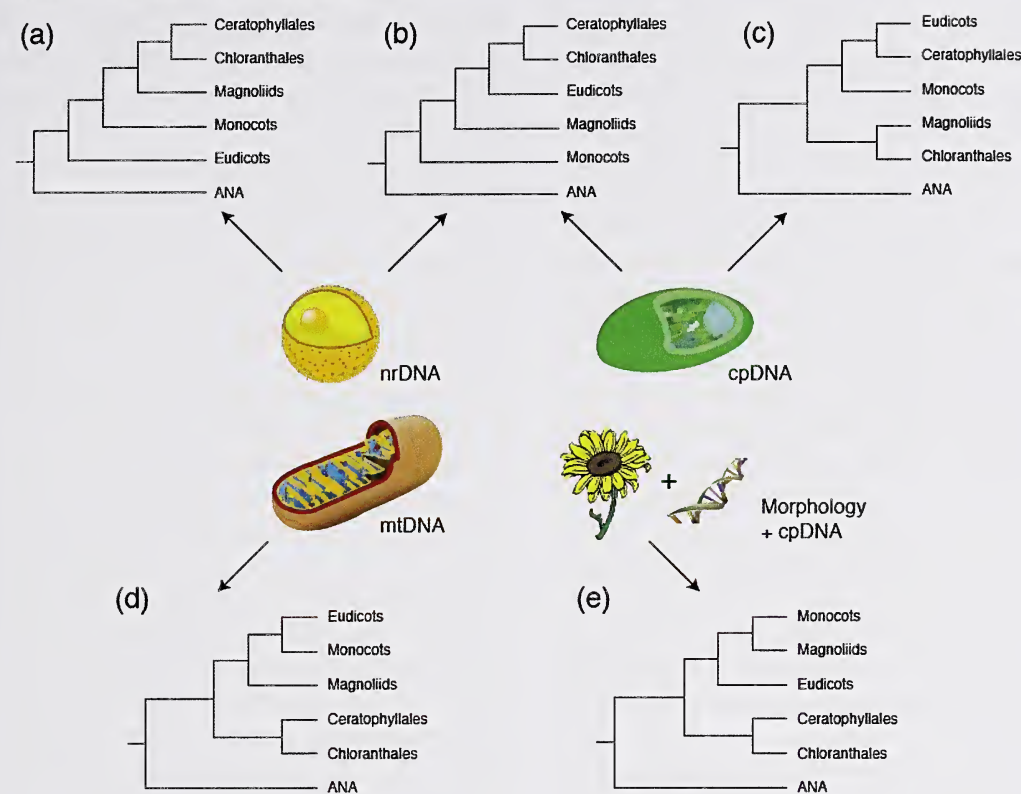 (a)
Ceratophyllales
Chloranthales
Magnoliids
Monocots
Eudicots
ANA
(b)
Ceratophyllales
Chloranthales
Eudicots
Magnoliids
Monocots
ANA
(c)
Eudicots
Ceratophyllales
Monocots
Magnoliids
Chloranthales
ANA
nrDNA
cpDNA
mtDNA
+
Morphology
+ cpDNA
(d)
Eudicots
Monocots
Magnoliids
Ceratophyllales
Chloranthales
ANA
(e)
Monocots
Magnoliids
Eudicots
Ceratophyllales
Chloranthales
ANA